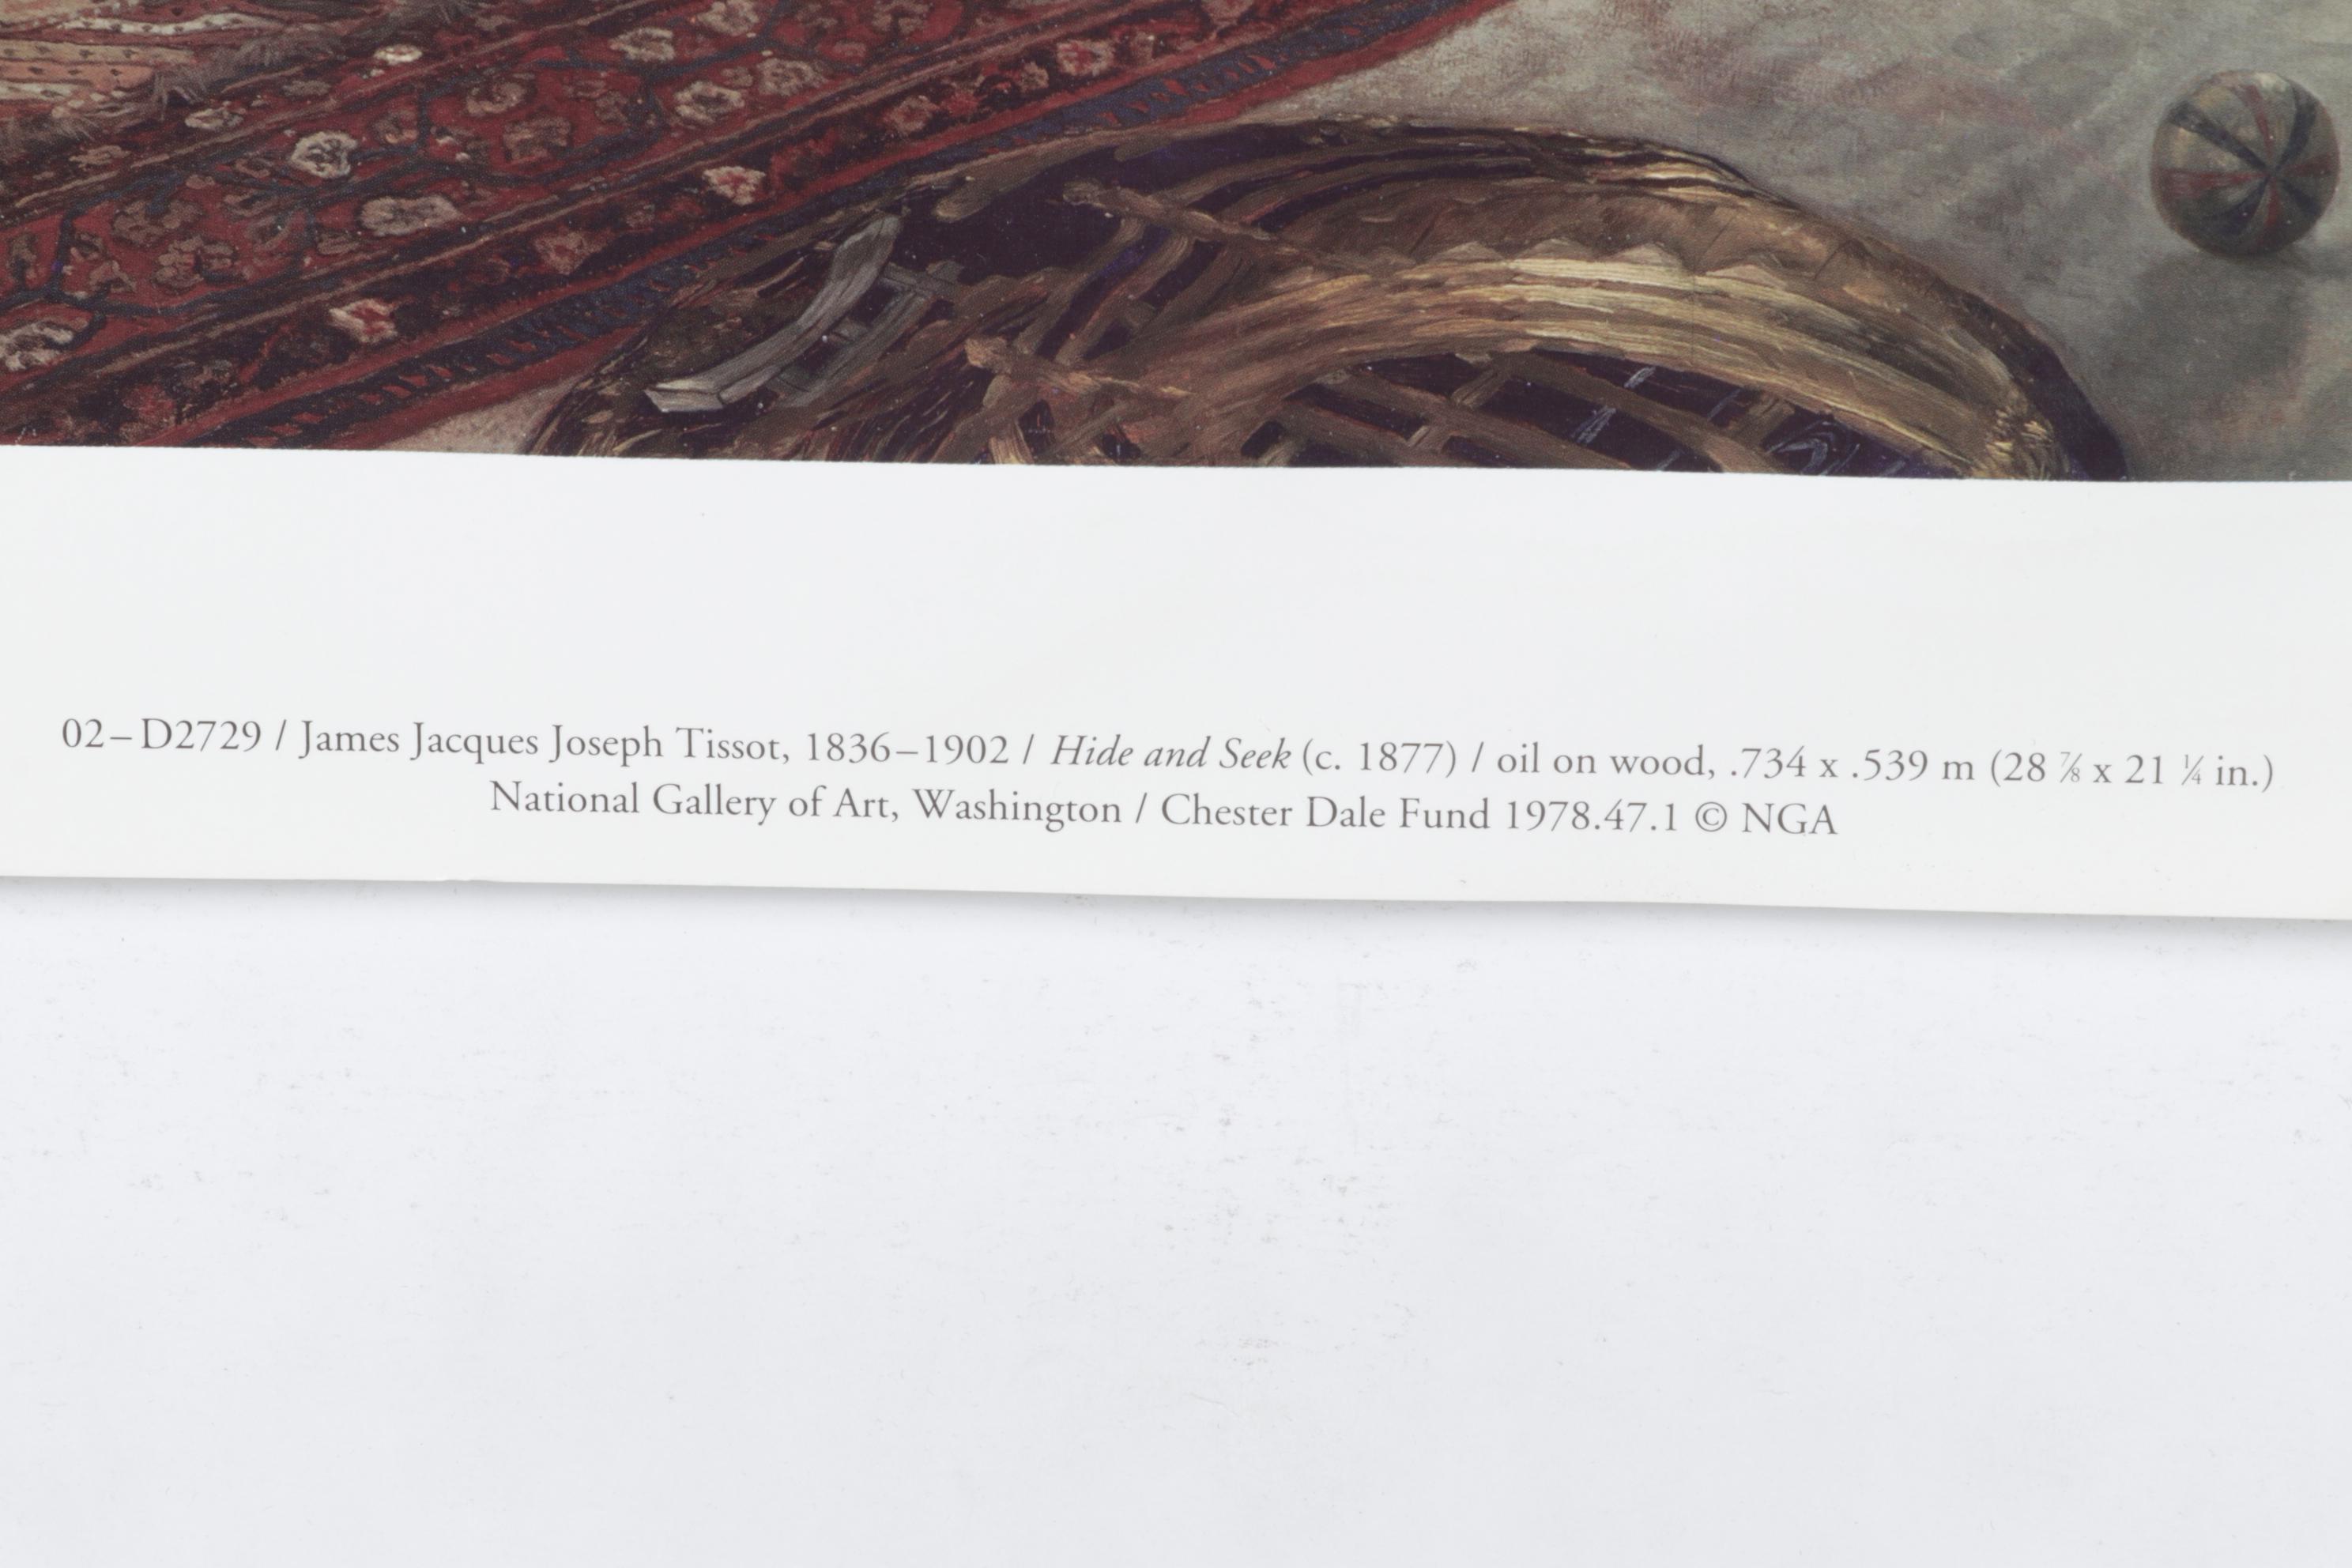 02–D2729 / James Jacques Joseph Tissot, 1836–1902 / Hide and Seek (c. 1877) / oil on wood, .734 x .539 m (28 ⅞ x 21 ¼ in.)
National Gallery of Art, Washington / Chester Dale Fund 1978.47.1 © NGA